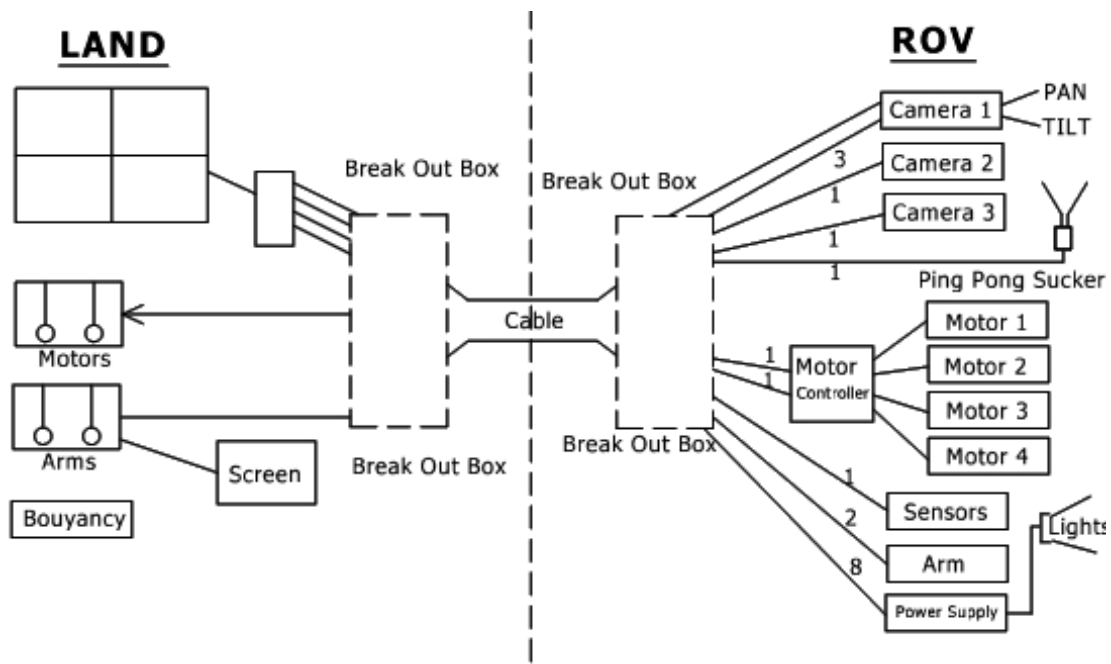 LAND
ROV
Break Out Box
Break Out Box
Motors
Arms
Screen
Bouyancy
Break Out Box
Cable
Break Out Box
Camera 1
PAN
TILT
3
Camera 2
1
Camera 3
1
1
Ping Pong Sucker
1
1
Motor
Controller
Motor 1
Motor 2
Motor 3
Motor 4
1
Sensors
2
Arm
8
Power Supply
Lights